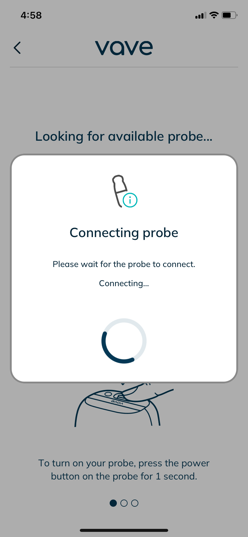 4:58
vave
Looking for available probe...
Connecting probe
Please wait for the probe to connect.
Connecting...
To turn on your probe, press the power
button on the probe for 1 second.